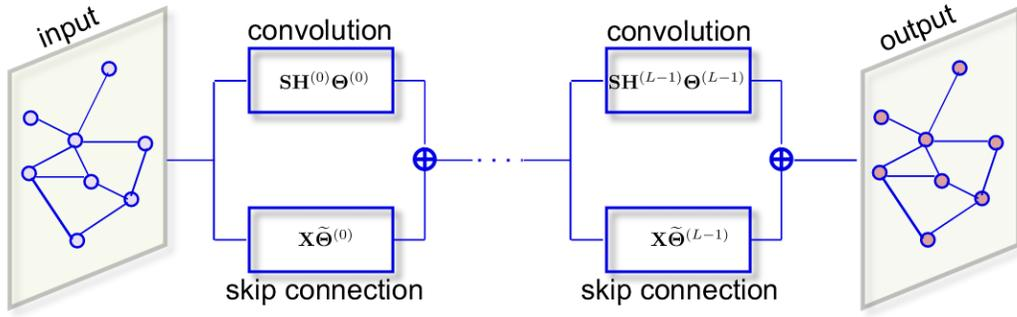 input
convolution
SH^{(0)}Θ^{(0)}
XΘ̃^{(0)}
skip connection
⊕
· · · ·
convolution
SH^{(L−1)}Θ^{(L−1)}
XΘ̃^{(L−1)}
skip connection
⊕
output